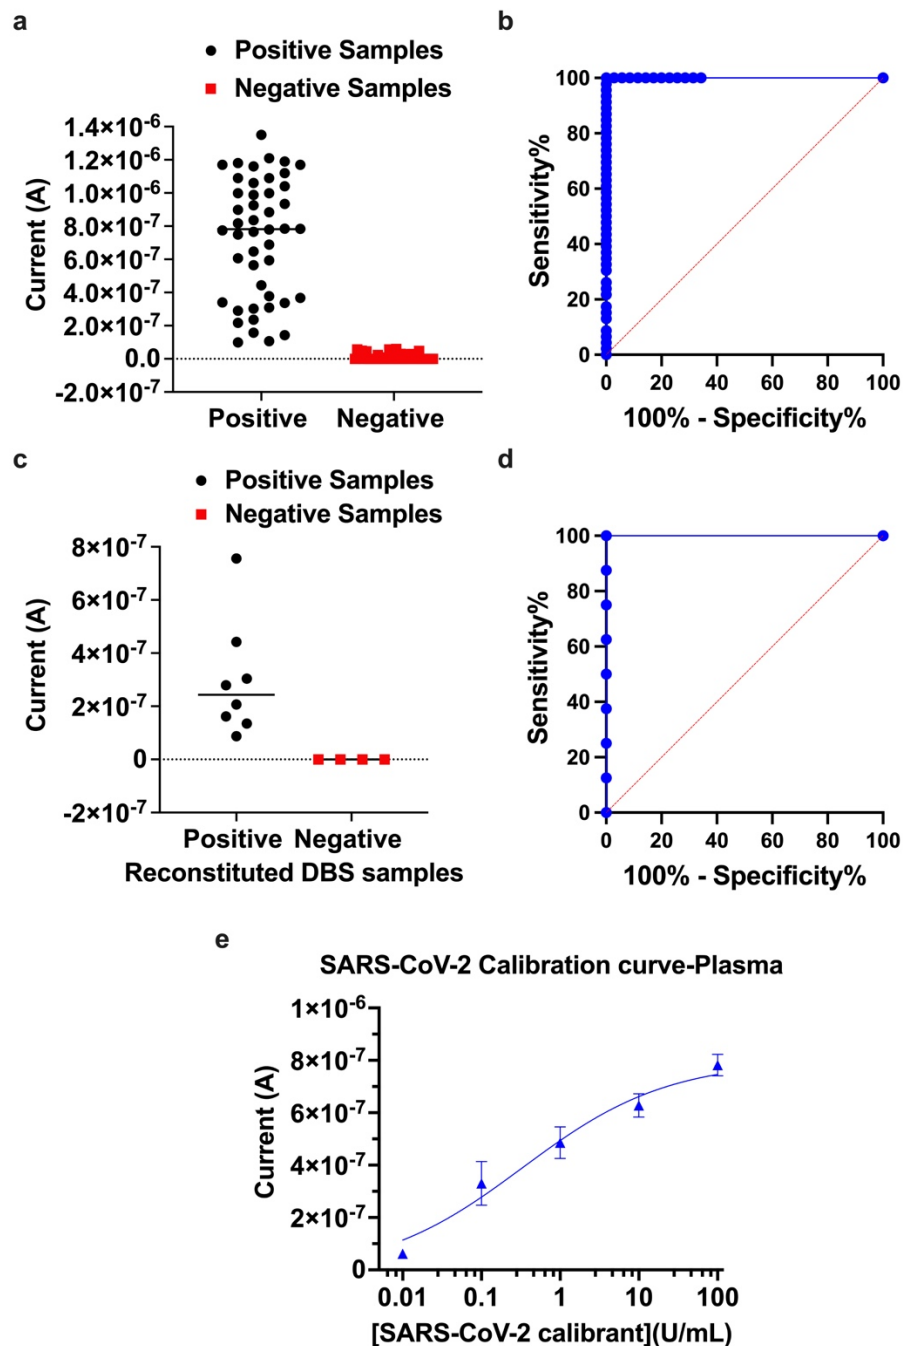 a
Positive Samples
Negative Samples
1.4×10⁻⁶
1.2×10⁻⁶
1.0×10⁻⁶
8.0×10⁻⁷
6.0×10⁻⁷
4.0×10⁻⁷
2.0×10⁻⁷
0.0
-2.0×10⁻⁷
Current (A)
Positive Negative
b
100
80
60
40
20
0
Sensitivity%
0 20 40 60 80 100
100% - Specificity%
c
Positive Samples
Negative Samples
8×10⁻⁷
6×10⁻⁷
4×10⁻⁷
2×10⁻⁷
0
-2×10⁻⁷
Current (A)
Positive Negative
Reconstituted DBS samples
d
100
80
60
40
20
0
Sensitivity%
0 20 40 60 80 100
100% - Specificity%
e
SARS-CoV-2 Calibration curve-Plasma
1×10⁻⁶
8×10⁻⁷
6×10⁻⁷
4×10⁻⁷
2×10⁻⁷
0
Current (A)
0.01 0.1 1 10 100
[SARS-CoV-2 calibrant](U/mL)